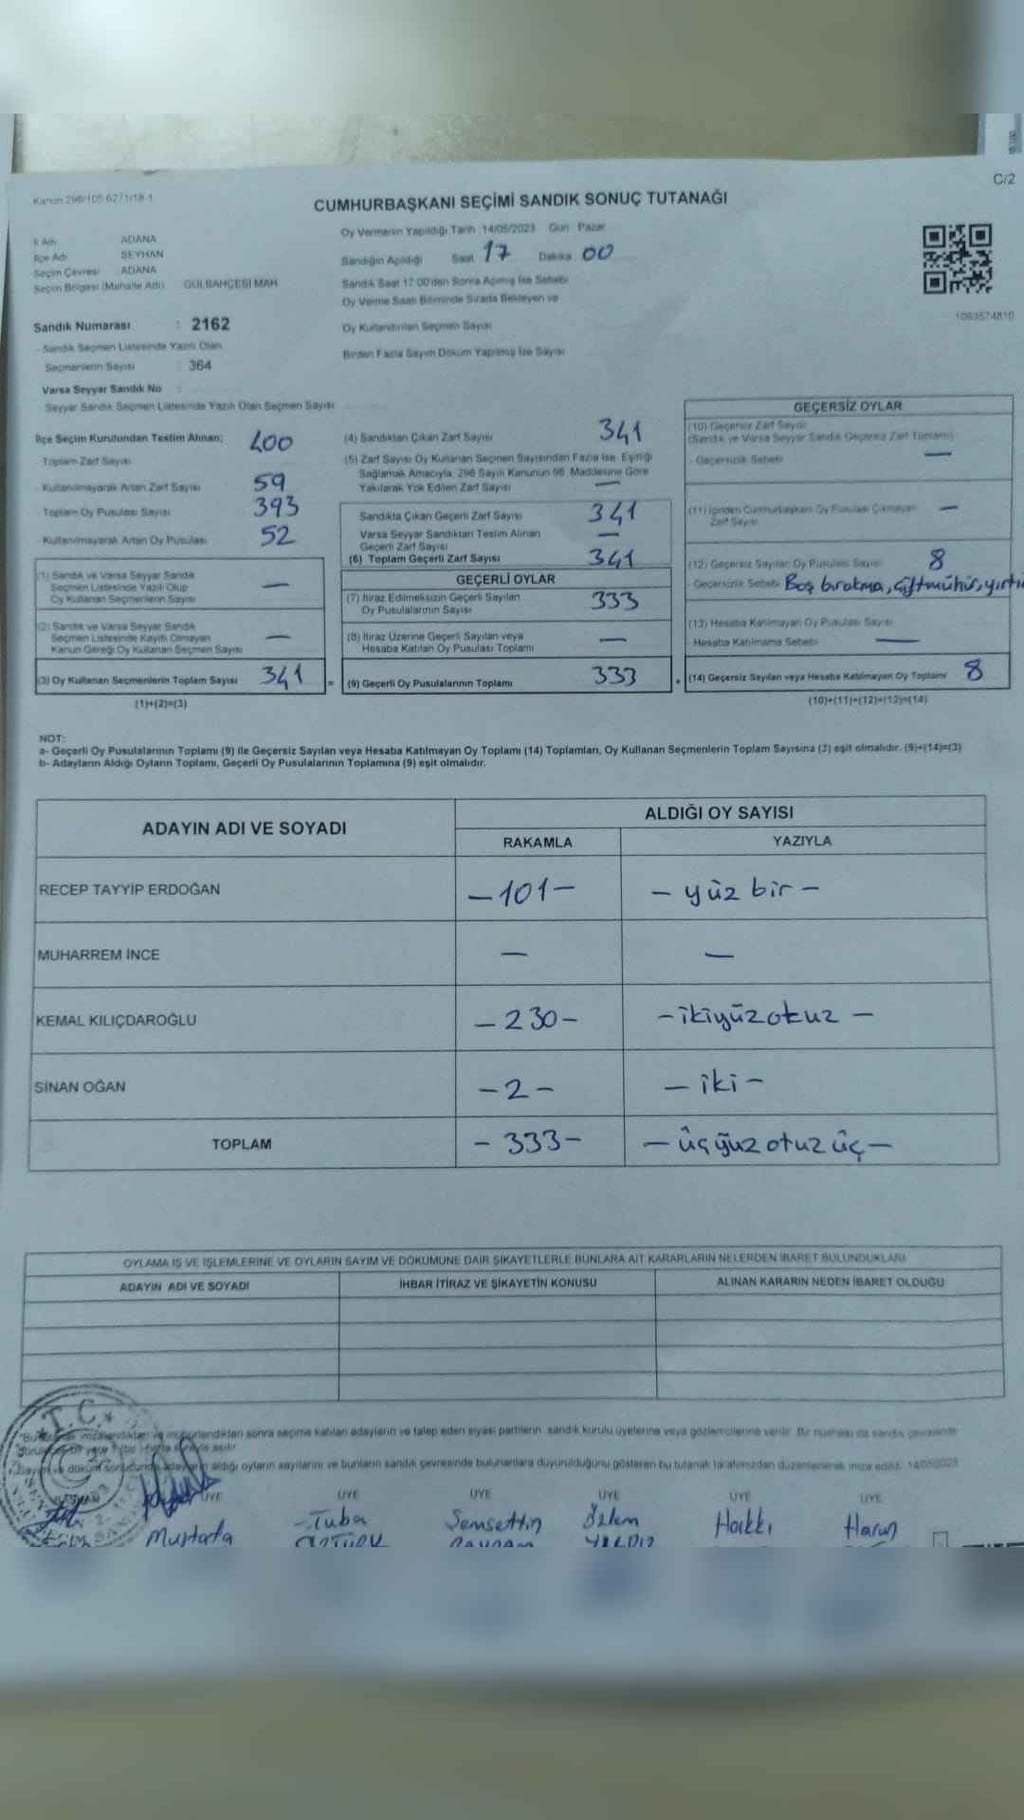 C/2
Kanun 298/105 6271/18-1
CUMHURBAŞKANI SEÇİMİ SANDIK SONUÇ TUTANAĞI
İl Adı ADANA
İlçe Adı SEYHAN
Seçim Çevresi ADANA
Seçim Bölgesi (Mahalle Adı) GÜLBAHÇESİ MAH.
Oy Vermenin Yapıldığı Tarih 14/05/2023 Gün Pazar
Sandığın Açıldığı Saat 17 Dakika 00
Sandık Saat 17:00'den Sonra Açılmış İse Sebebi
Oy Verme Saati Bitiminde Sırada Bekleyen ve
Oy Kullandırılan Seçmen Sayısı
Birden Fazla Sayım Döküm Yapılmış İse Sayısı
1093574810
Sandık Numarası : 2162
Sandık Seçmen Listesinde Yazılı Olan
Seçmenlerin Sayısı : 364
Varsa Seyyar Sandık No :
Seyyar Sandık Seçmen Listesinde Yazılı Olan Seçmen Sayısı
İlçe Seçim Kurulundan Teslim Alınan;
Toplam Zarf Sayısı 400
Kullanılmayarak Artan Zarf Sayısı 59
Toplam Oy Pusulası Sayısı 393
Kullanılmayarak Artan Oy Pusulası 52
(1) Sandık ve Varsa Seyyar Sandık
Seçmen Listesinde Yazılı Olup
Oy Kullanan Seçmenlerin Sayısı —
(2) Sandık ve Varsa Seyyar Sandık
Seçmen Listesinde Kayıtlı Olmayan
Kanun Gereği Oy Kullanan Seçmen Sayısı —
(3) Oy Kullanan Seçmenlerin Toplam Sayısı 341 =
(1)+(2)=(3)
(4) Sandıktan Çıkan Zarf Sayısı 341
(5) Zarf Sayısı Oy Kullanan Seçmen Sayısından Fazla İse, Eşitliği
Sağlamak Amacıyla, 298 Sayılı Kanunun 98. Maddesine Göre
Yakılarak Yok Edilen Zarf Sayısı —
Sandıkta Çıkan Geçerli Zarf Sayısı 341
Varsa Seyyar Sandıktan Teslim Alınan
Geçerli Zarf Sayısı —
(6) Toplam Geçerli Zarf Sayısı 341
GEÇERLİ OYLAR
(7) İtiraz Edilmeksizin Geçerli Sayılan
Oy Pusulalarının Sayısı 333
(8) İtiraz Üzerine Geçerli Sayılan veya
Hesaba Katılan Oy Pusulası Toplamı —
(9) Geçerli Oy Pusulalarının Toplamı 333 +
GEÇERSİZ OYLAR
(10) Geçersiz Zarf Sayısı
(Sandık ve Varsa Seyyar Sandık Geçersiz Zarf Toplamı)
- Geçersizlik Sebebi —
(11) İçinden Cumhurbaşkanı Oy Pusulası Çıkmayan
Zarf Sayısı —
(12) Geçersiz Sayılan Oy Pusulası Sayısı 8
- Geçersizlik Sebebi Boş bırakma, çift mühür,
(13) Hesaba Katılmayan Oy Pusulası Sayısı
Hesaba Katılmama Sebebi —
(14) Geçersiz Sayılan veya Hesaba Katılmayan Oy Toplamı 8
(10)+(11)+(12)+(13)=(14)
NOT:
a- Geçerli Oy Pusulalarının Toplamı (9) ile Geçersiz Sayılan veya Hesaba Katılmayan Oy Toplamı (14) Toplamları, Oy Kullanan Seçmenlerin Toplam Sayısına (3) eşit olmalıdır. (9)+(14)=(3)
b- Adayların Aldığı Oyların Toplamı, Geçerli Oy Pusulalarının Toplamına (9) eşit olmalıdır.
ADAYIN ADI VE SOYADI ALDIĞI OY SAYISI
RAKAMLA YAZIYLA
RECEP TAYYİP ERDOĞAN —101— — yüz bir —
MUHARREM İNCE — —
KEMAL KILIÇDAROĞLU —230— —ikiyüzotuz —
SİNAN OĞAN —2— — iki —
TOPLAM —333— — üçyüz otuz üç —
OYLAMA İŞ VE İŞLEMLERİNE VE OYLARIN SAYIM VE DÖKÜMÜNE DAİR ŞİKAYETLERLE BUNLARA AİT KARARLARIN NELERDEN İBARET BULUNDUKLARI
ADAYIN ADI VE SOYADI İHBAR İTİRAZ VE ŞİKAYETİN KONUSU ALINAN KARARIN NEDEN İBARET OLDUĞU
T.C.
imzalandıktan ve mühürlendikten sonra seçime katılan adayların ve talep eden siyasi partilerin sandık kurulu üyelerine veya gözlemcilerine verilir. Bir nüshası da sandık çevresinde
aldığı oyların sayılarını ve bunların sandık çevresinde bulunanlara duyurulduğunu gösteren bu tutanak tarafımızdan düzenlenerek imza edildi. 14/05/2023
BAŞKAN ÜYE ÜYE ÜYE ÜYE ÜYE ÜYE
Mustafa Tuba Şemsettin Özlem Hakkı Harun
YILDIZ